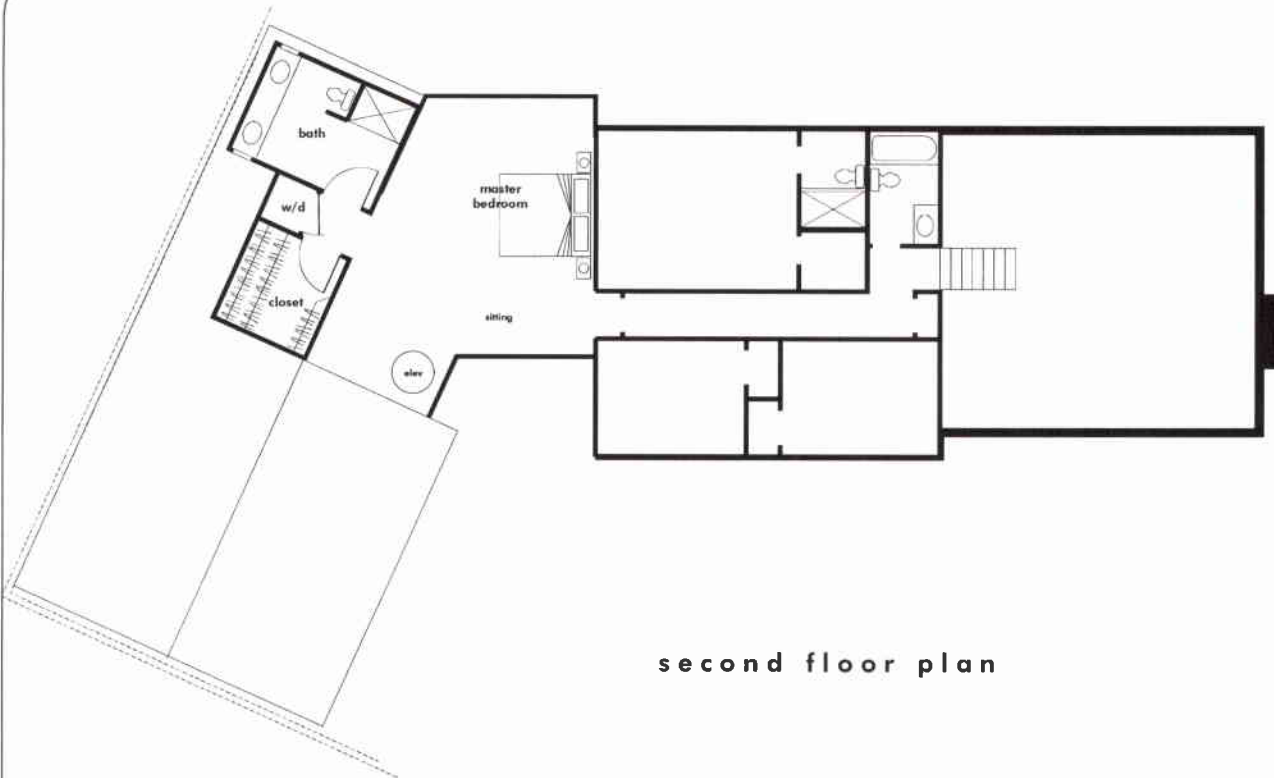 bath
w/d
closet
master
bedroom
sitting
elev
second floor plan